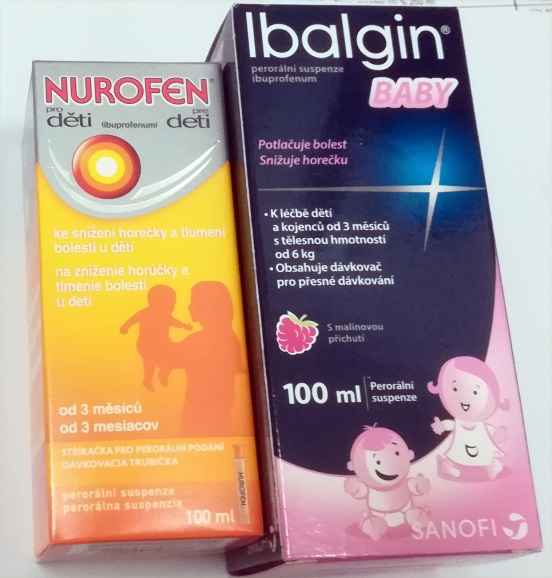 NUROFEN®
pro pre
děti (ibuprofenum) deti
ke snížení horečky a tlumení
bolesti u dětí
na zníženie horúčky a
tlmenie bolesti
u detí
od 3 měsíců
od 3 mesiacov
STŘÍKAČKA PRO PERORÁLNÍ PODÁNÍ
DÁVKOVACIA TRUBIČKA
NUROFEN
perorální suspenze
perorálna suspenzia
100 ml
Ibalgin®
perorální suspenze
ibuprofenum
BABY
Potlačuje bolest
Snižuje horečku
• K léčbě dětí
a kojenců od 3 měsíců
s tělesnou hmotností
od 6 kg
• Obsahuje dávkovač
pro přesné dávkování
S malinovou
příchutí
100 ml Perorální
suspenze
SANOFI